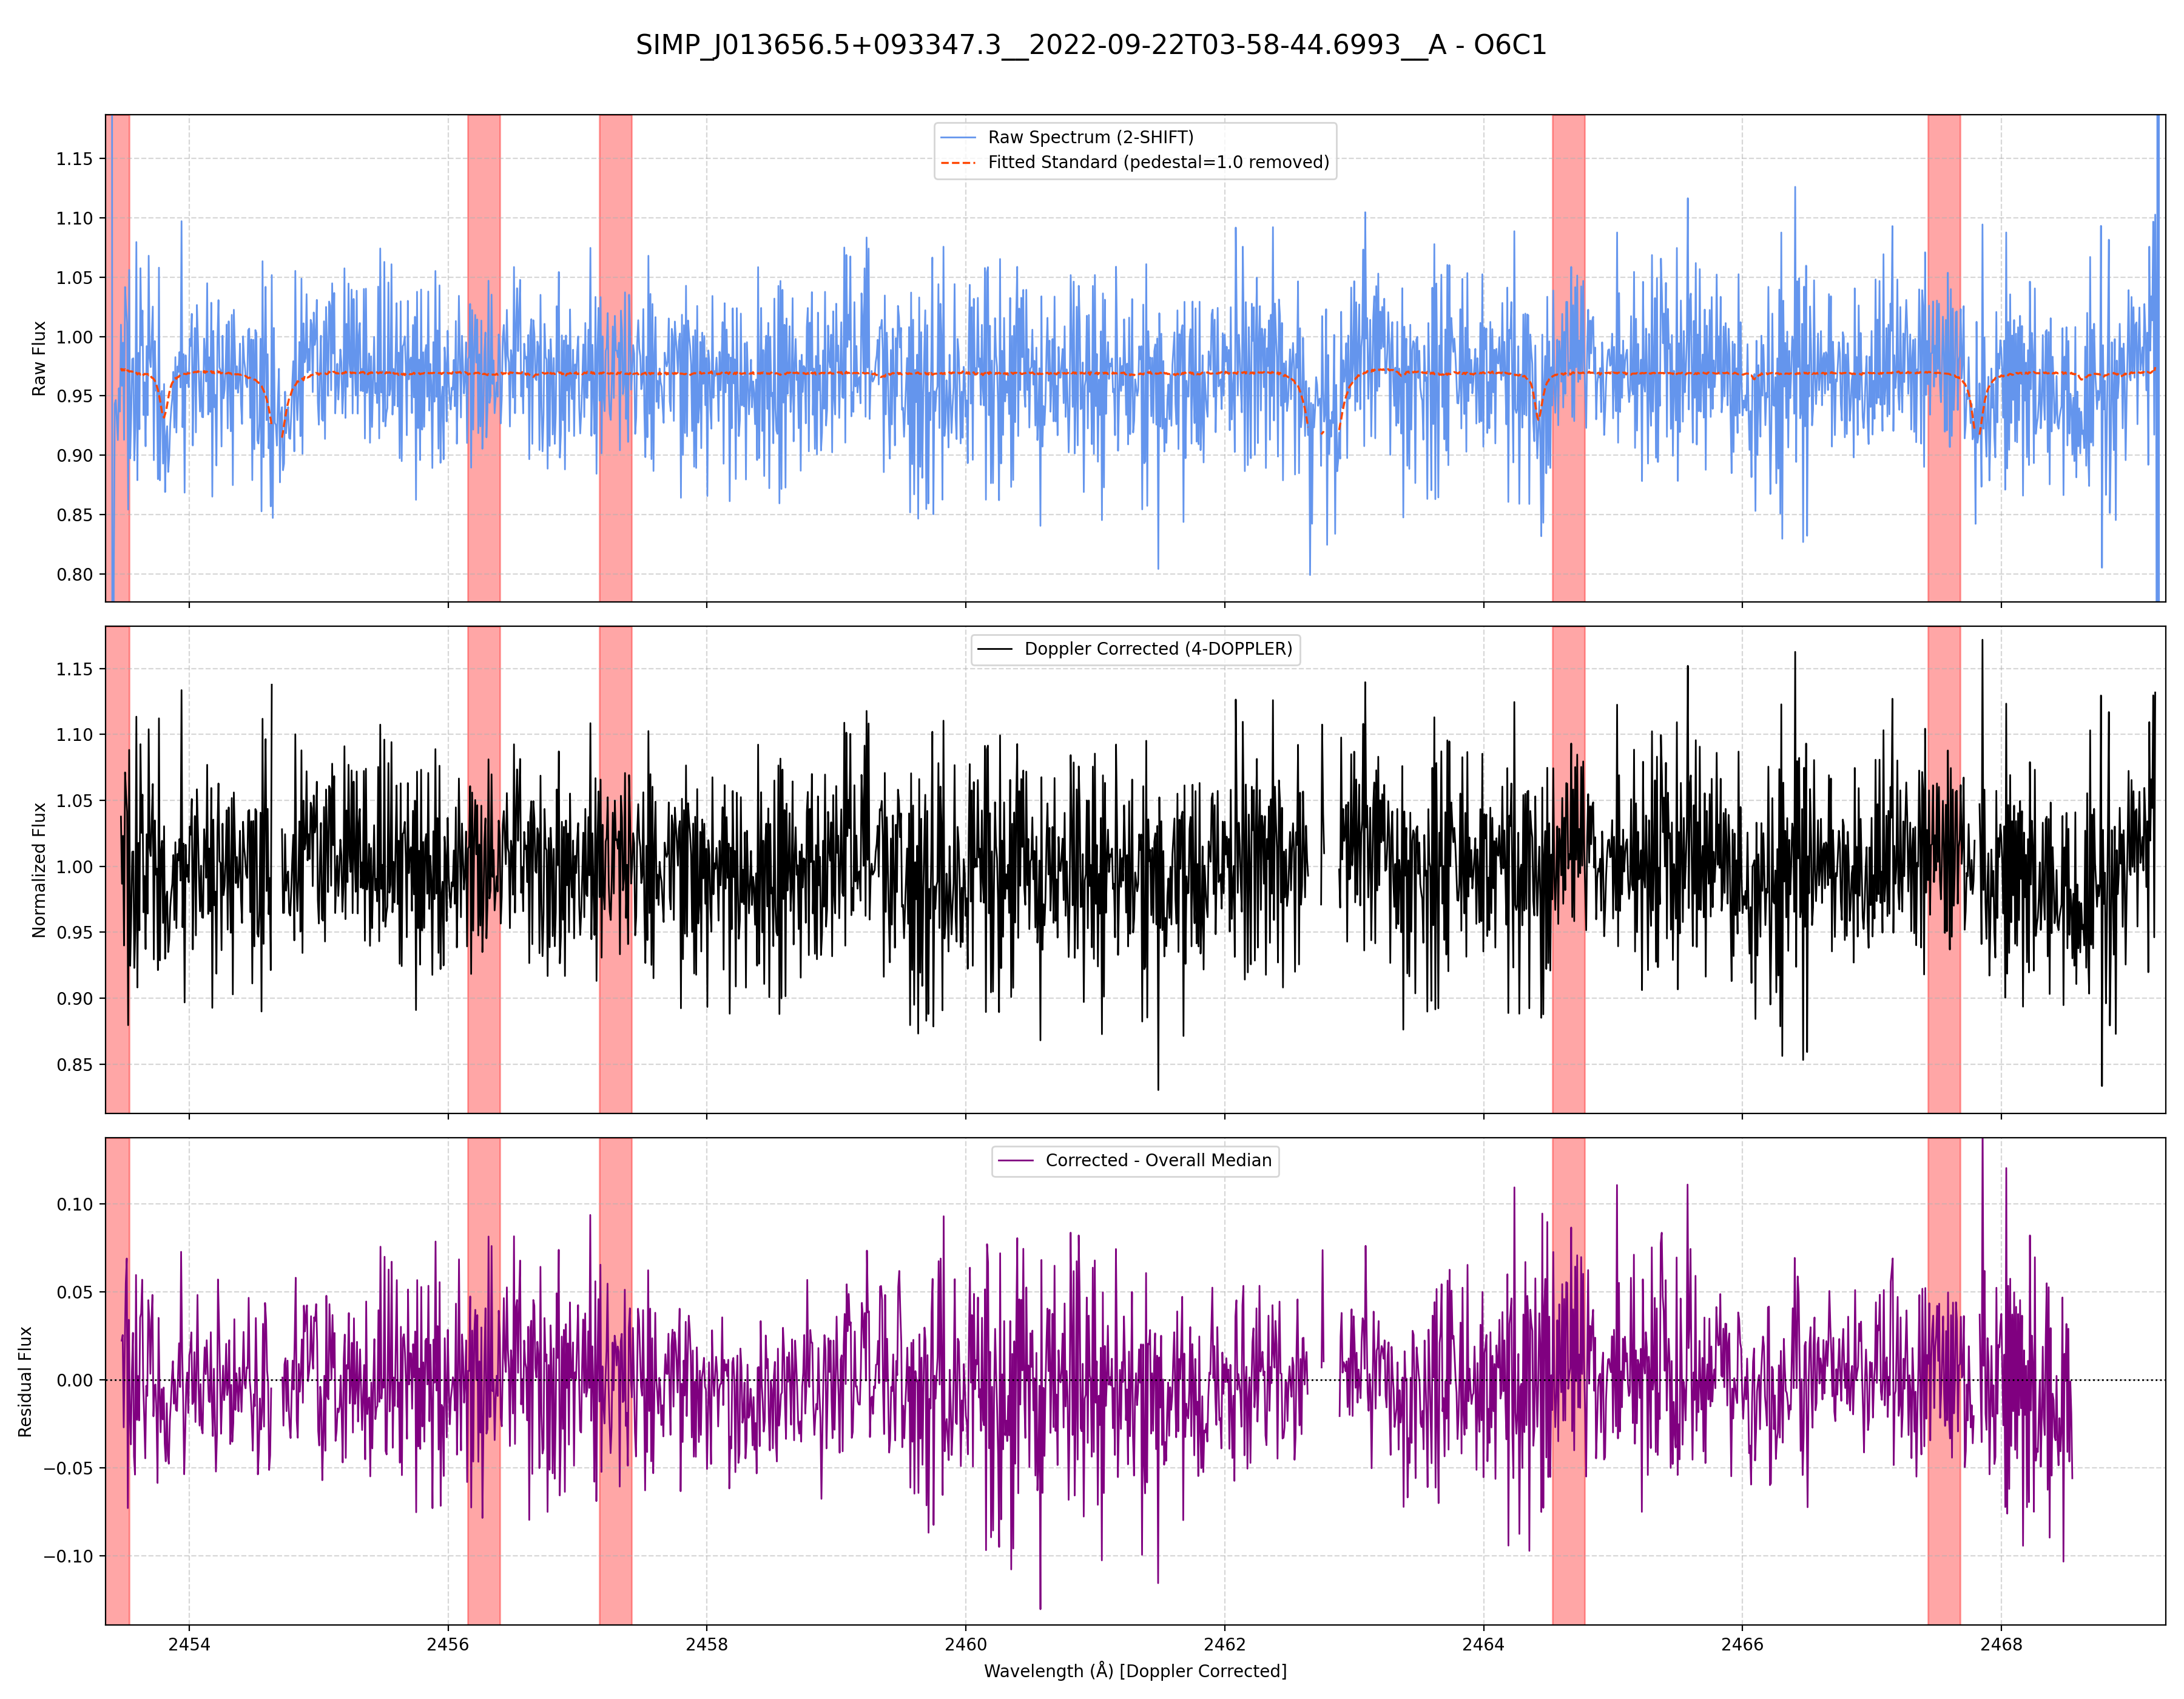 SIMP_J013656.5+093347.3__2022-09-22T03-58-44.6993__A - O6C1
Raw Spectrum (2-SHIFT)
Fitted Standard (pedestal=1.0 removed)
Raw Flux
1.15
1.10
1.05
1.00
0.95
0.90
0.85
0.80
Doppler Corrected (4-DOPPLER)
Normalized Flux
1.15
1.10
1.05
1.00
0.95
0.90
0.85
Corrected - Overall Median
Residual Flux
0.10
0.05
0.00
−0.05
−0.10
2454 2456 2458 2460 2462 2464 2466 2468
Wavelength (Å) [Doppler Corrected]